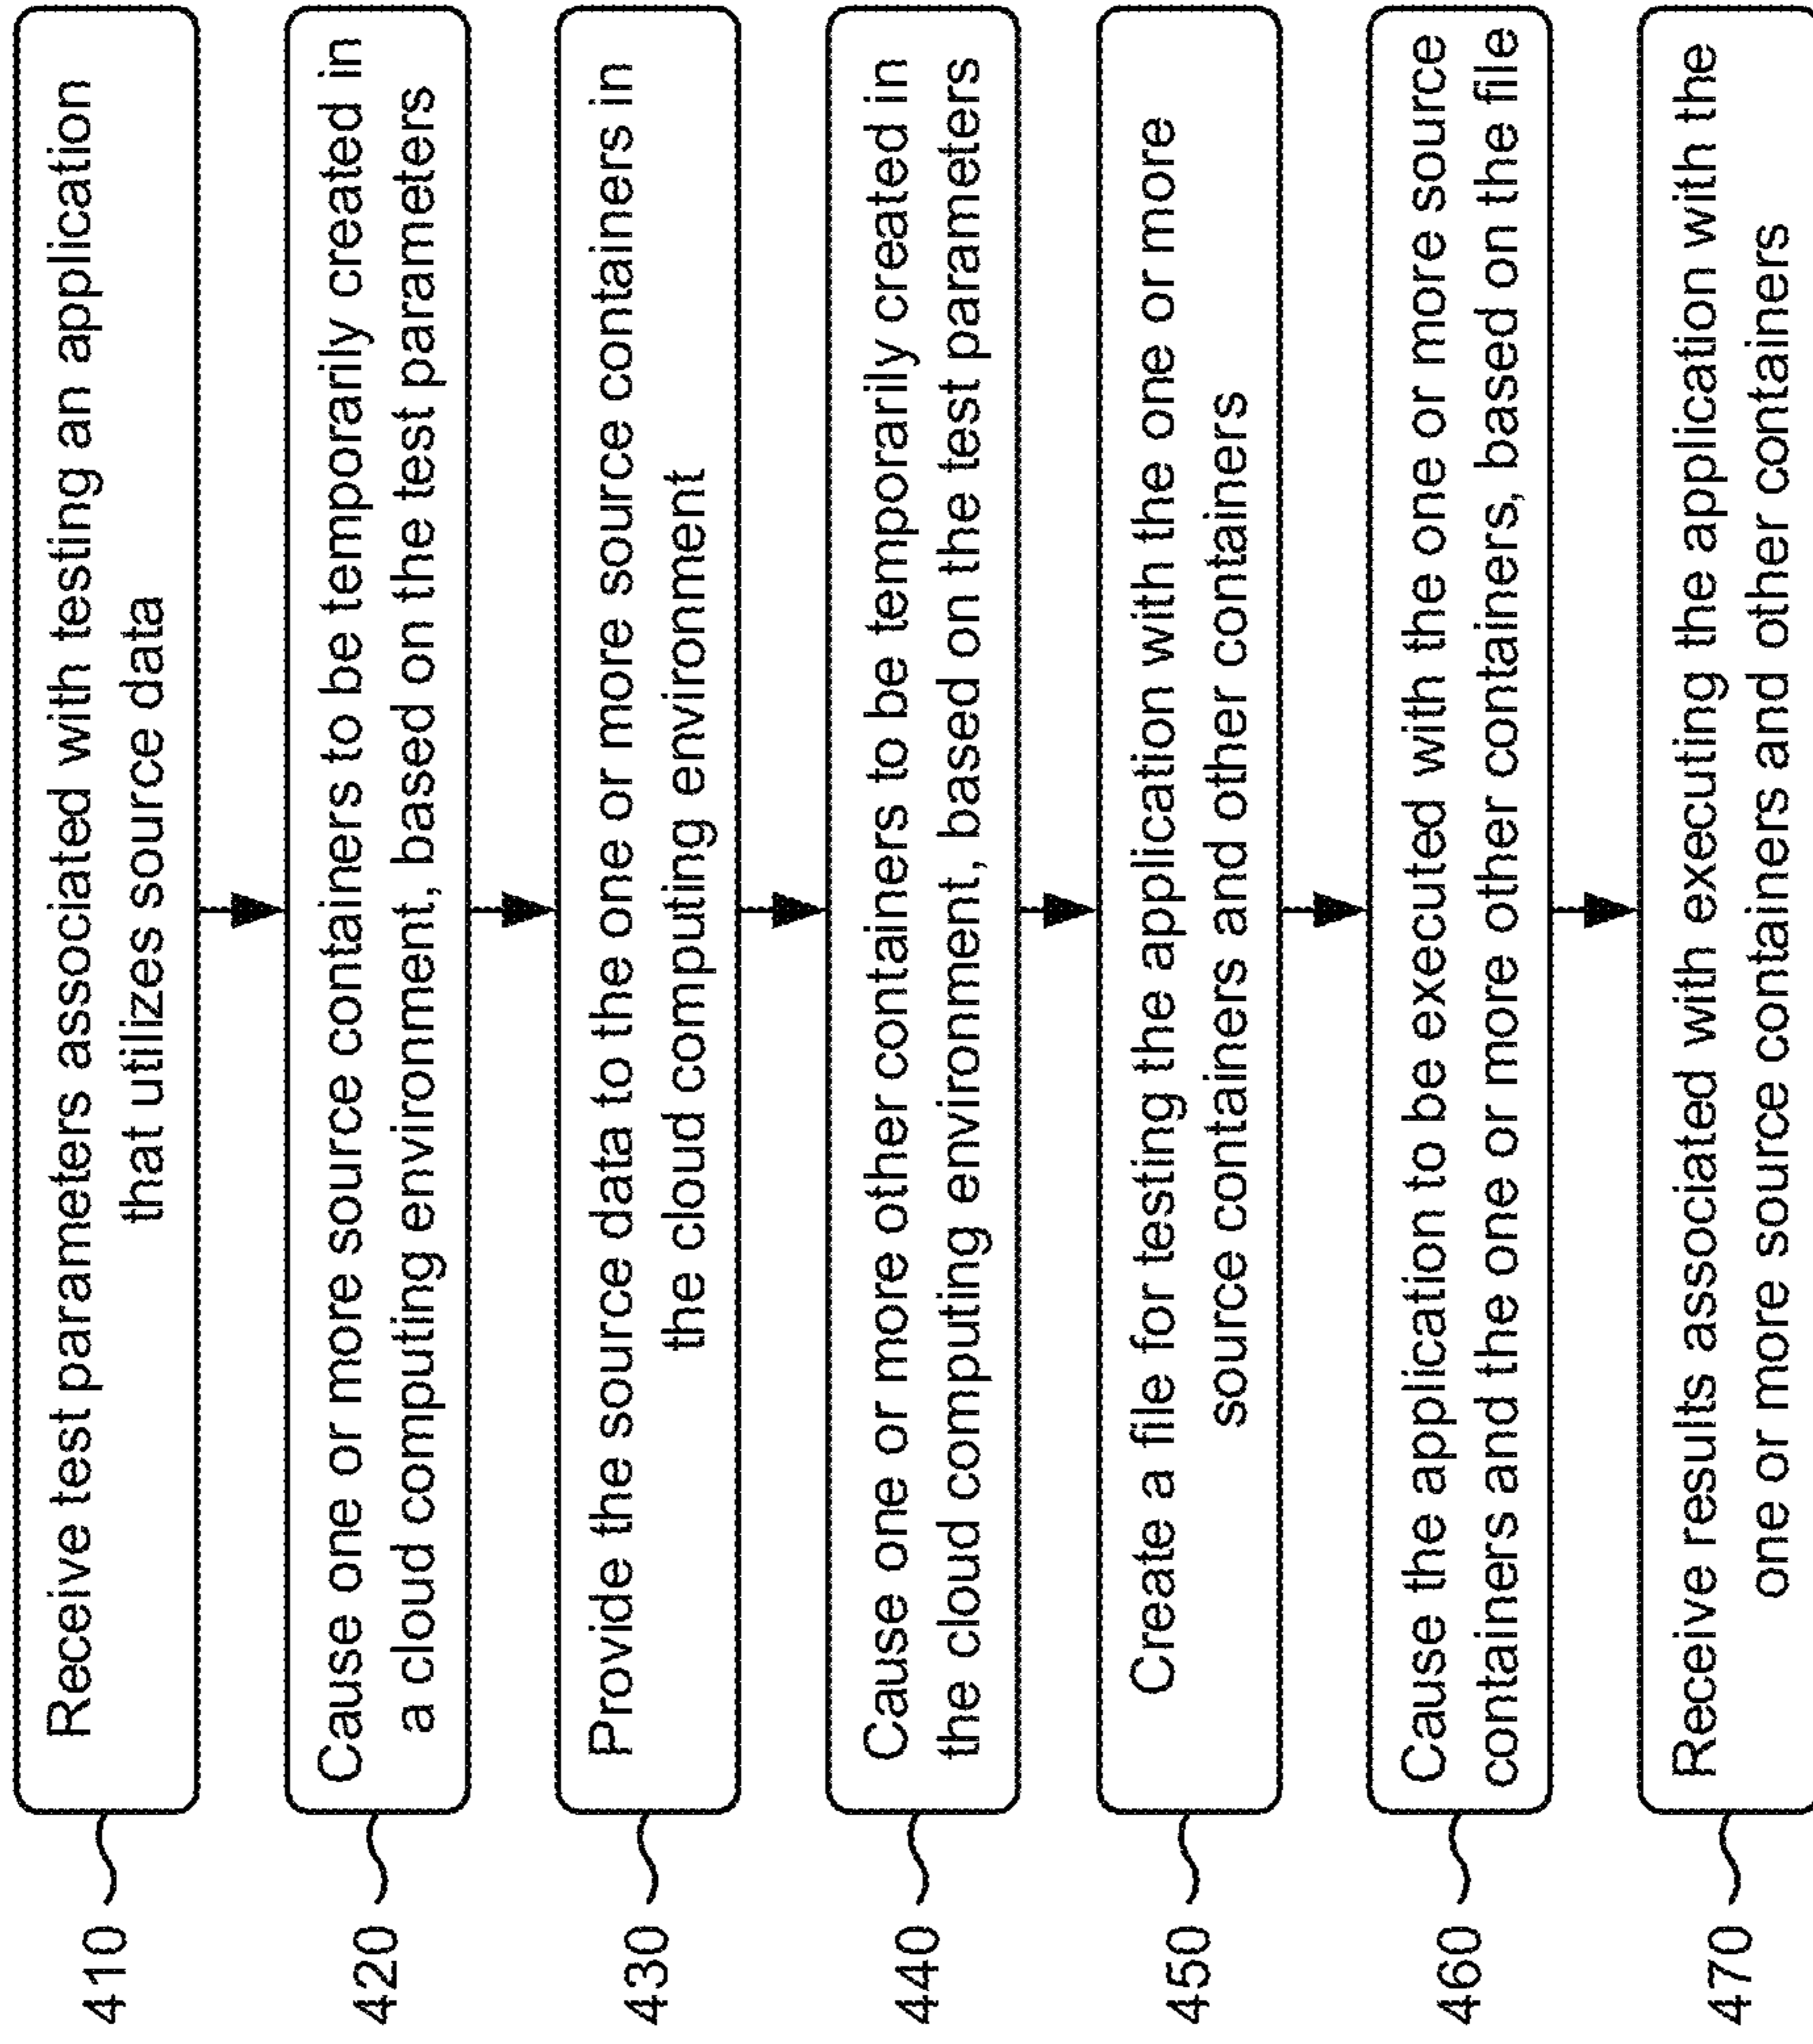 410
Receive test parameters associated with testing an application
that utilizes source data
420
Cause one or more source containers to be temporarily created in
a cloud computing environment, based on the test parameters
430
Provide the source data to the one or more source containers in
the cloud computing environment
440
Cause one or more other containers to be temporarily created in
the cloud computing environment, based on the test parameters
450
Create a file for testing the application with the one or more
source containers and other containers
460
Cause the application to be executed with the one or more source
containers and the one or more other containers, based on the file
470
Receive results associated with executing the application with the
one or more source containers and other containers